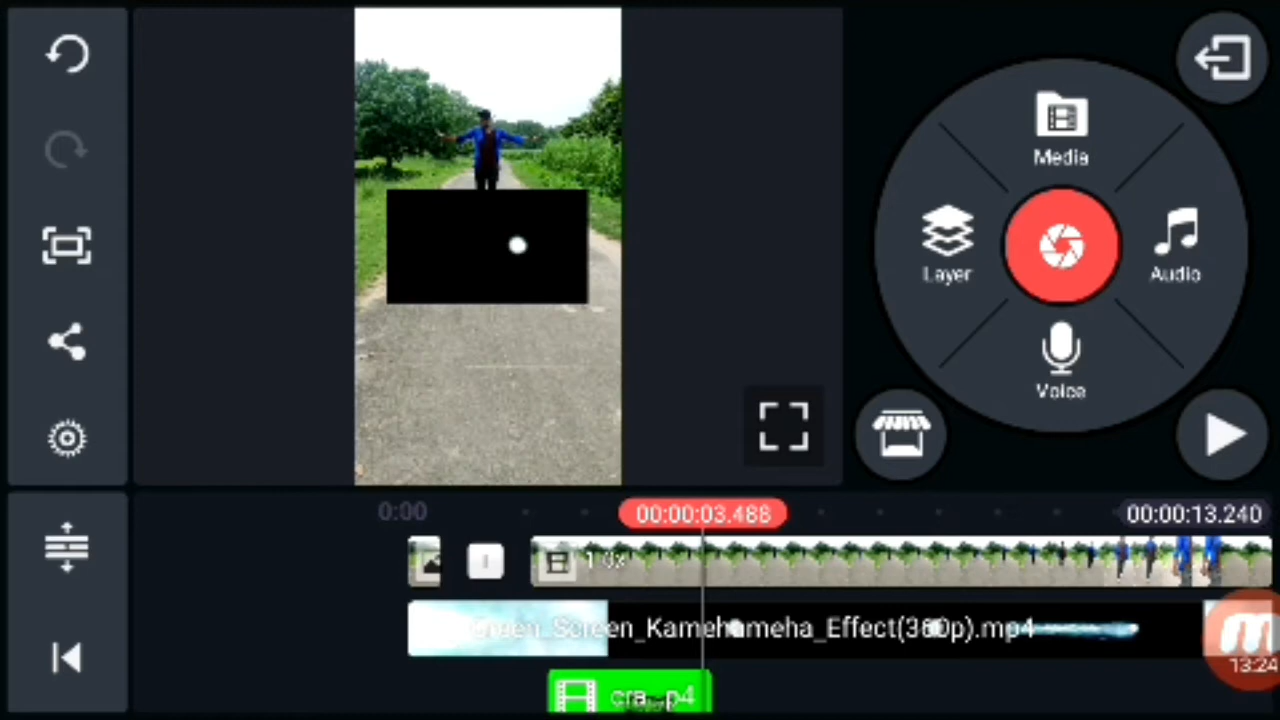 Media
Layer
Audio
Voice
0:00
00:00:03.488
00:00:13.240
1.0x
Green_Screen_Kamehameha_Effect(360p).mp4
13:24